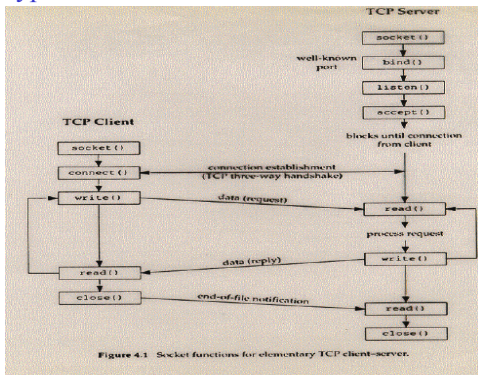 TCP Server
socket()
well-known
port
bind()
listen()
accept()
blocks until connection
from client
TCP Client
socket()
connect()
connection establishment
(TCP three-way handshake)
write()
data (request)
read()
process request
data (reply)
write()
read()
close()
end-of-file notification
read()
close()
Figure 4.1 Socket functions for elementary TCP client-server.